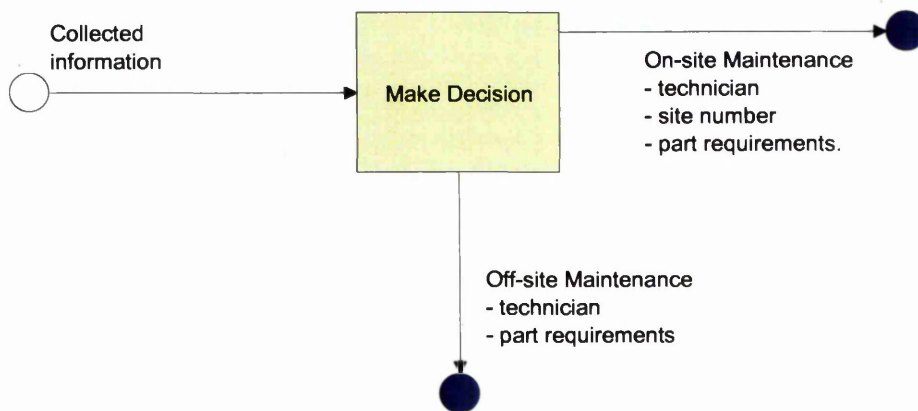 Collected
information
Make Decision
On-site Maintenance
- technician
- site number
- part requirements.
Off-site Maintenance
- technician
- part requirements